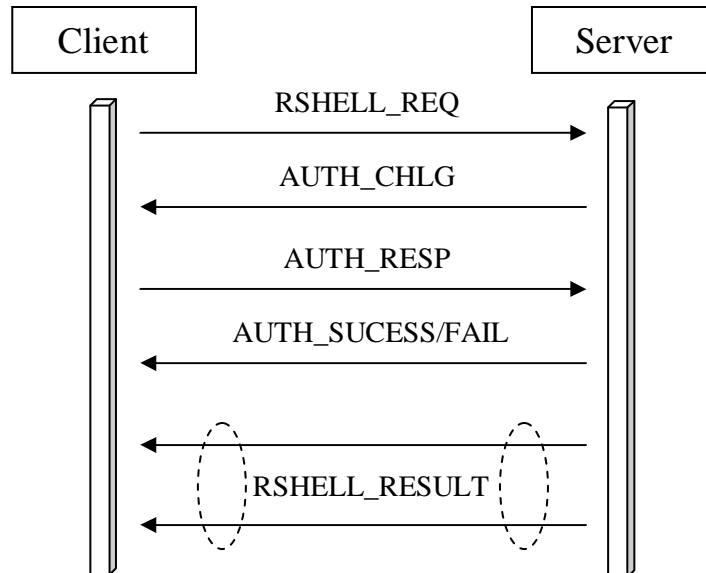 Client
Server
RSHELL_REQ
AUTH_CHLG
AUTH_RESP
AUTH_SUCESS/FAIL
RSHELL_RESULT